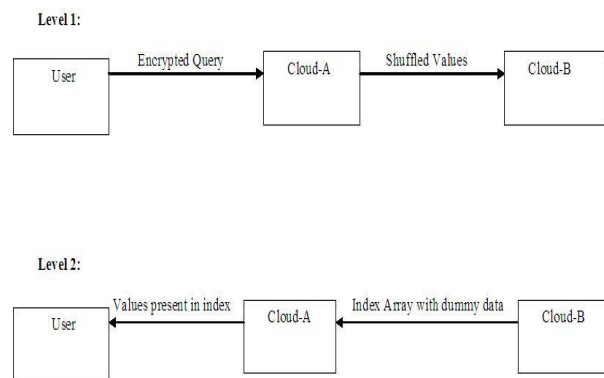 Level 1:
User
Encrypted Query
Cloud-A
Shuffled Values
Cloud-B
Level 2:
User
Values present in index
Cloud-A
Index Array with dummy data
Cloud-B